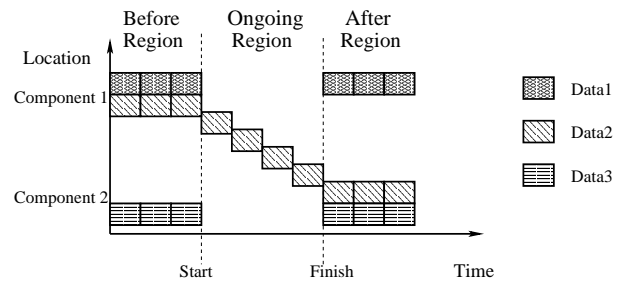 Before
Region
Ongoing
Region
After
Region
Location
Component 1
Component 2
Data1
Data2
Data3
Start
Finish
Time